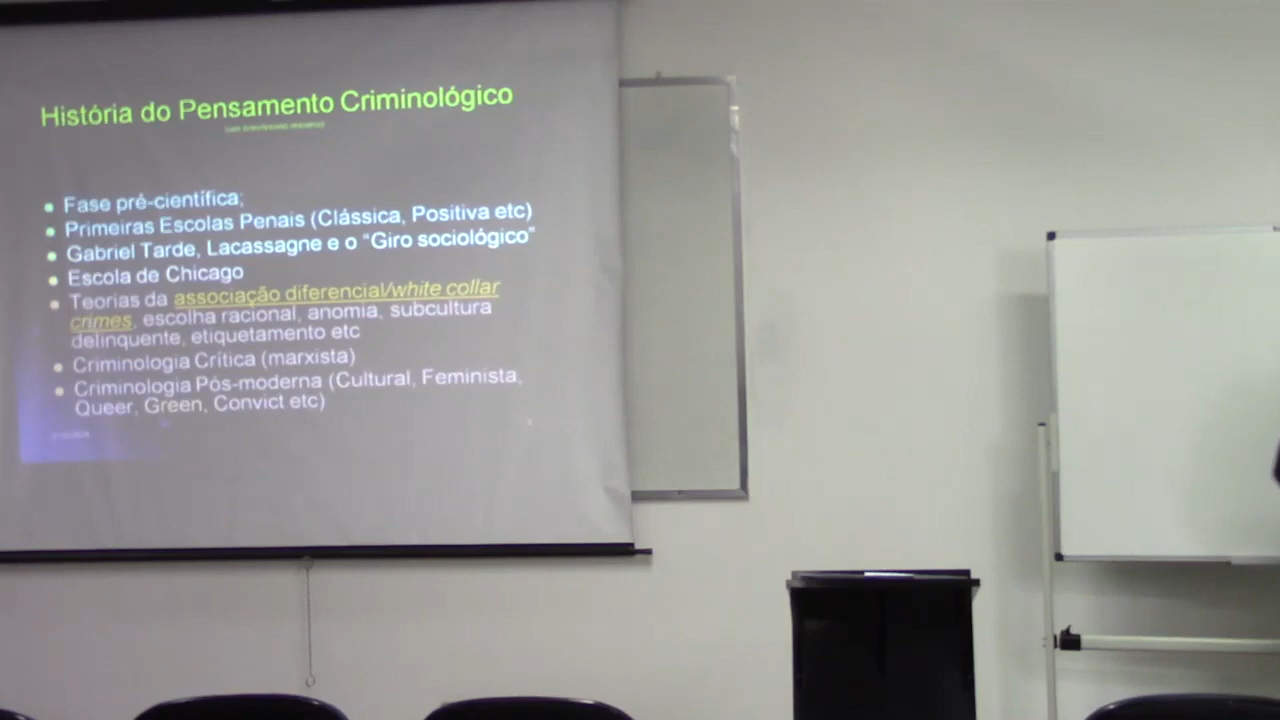 História do Pensamento Criminológico
Fase pré-científica;
Primeiras Escolas Penais (Clássica, Positiva etc)
Gabriel Tarde, Lacassagne e o “Giro sociológico”
Escola de Chicago
Teorias da associação diferencial/white collar
crimes, escolha racional, anomia, subcultura
delinquente, etiquetamento etc
Criminologia Crítica (marxista)
Criminologia Pós-moderna (Cultural, Feminista,
Queer, Green, Convict etc)